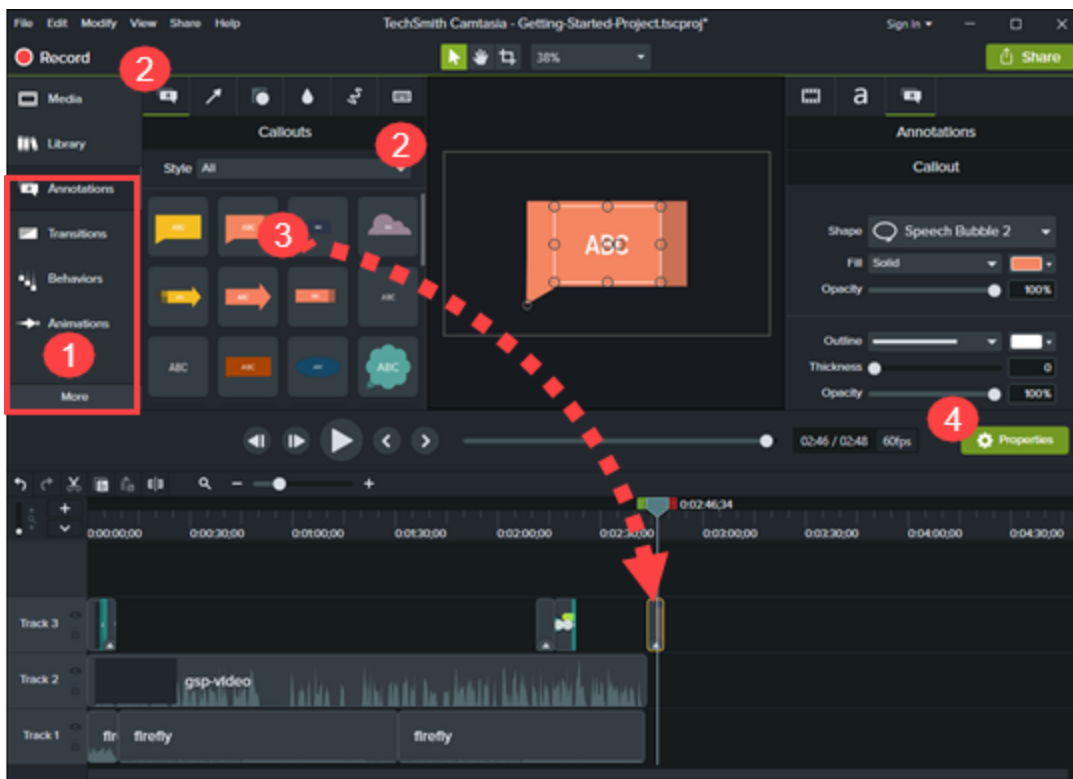 File Edit Modify View Share Help TechSmith Camtasia - Getting-Started-Project.tscproj* Sign In
Record 38% Share
2
Media
Library
Annotations
Transitions
Behaviors
Animations
1
More
Callouts
2
Style All
ABC ABC
3
ABC
ABC ABC ABC
ABC
a
Annotations
Callout
Shape Speech Bubble 2
Fill Solid
Opacity 100%
Outline
Thickness 0
Opacity 100%
4
02:46 / 02:48 60fps Properties
0:02:46;34
0:00:00;00 0:00:30;00 0:01:00;00 0:01:30;00 0:02:00;00 0:02:30;00 0:03:00;00 0:03:30;00 0:04:00;00 0:04:30;00
Track 3
Track 2 gsp-video
Track 1 firefly firefly